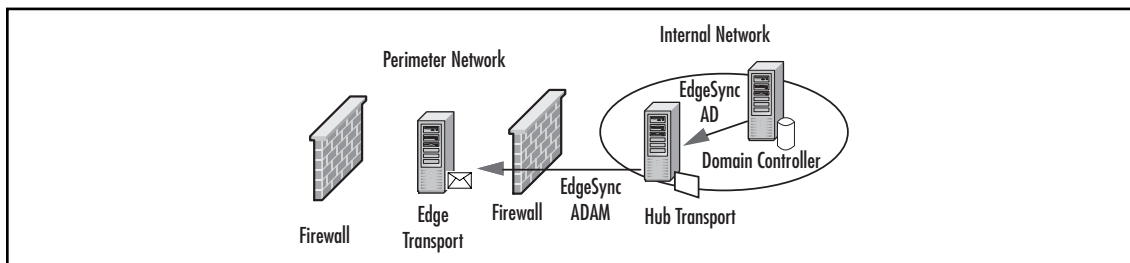 Internal Network
Perimeter Network
EdgeSync
AD
Domain Controller
EdgeSync
ADAM
Firewall
Edge
Transport
Firewall
Hub Transport